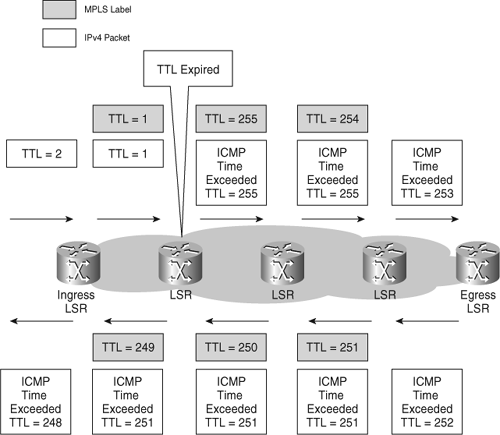 MPLS Label
IPv4 Packet
TTL Expired
TTL = 1
TTL = 255
TTL = 254
TTL = 2
TTL = 1
ICMP
Time
Exceeded
TTL = 255
ICMP
Time
Exceeded
TTL = 255
ICMP
Time
Exceeded
TTL = 253
Ingress
LSR
LSR
LSR
LSR
Egress
LSR
TTL = 249
TTL = 250
TTL = 251
ICMP
Time
Exceeded
TTL = 248
ICMP
Time
Exceeded
TTL = 251
ICMP
Time
Exceeded
TTL = 251
ICMP
Time
Exceeded
TTL = 251
ICMP
Time
Exceeded
TTL = 252